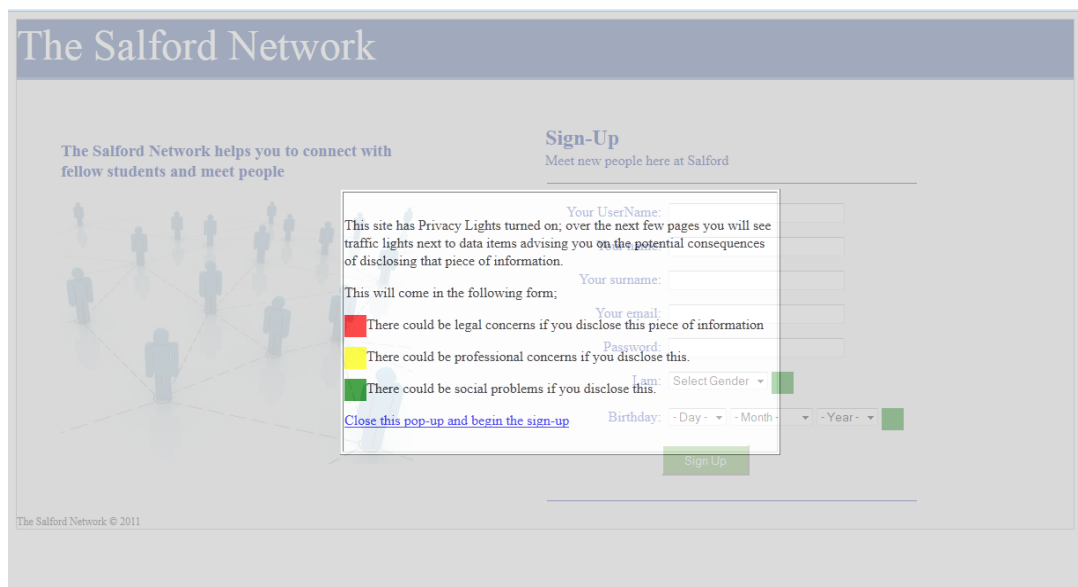 The Salford Network
The Salford Network helps you to connect with
fellow students and meet people
Sign-Up
Meet new people here at Salford
This site has Privacy Lights turned on; over the next few pages you will see
traffic lights next to data items advising you on the potential consequences
of disclosing that piece of information.
This will come in the following form;
There could be legal concerns if you disclose this piece of information
There could be professional concerns if you disclose this.
There could be social problems if you disclose this.
Close this pop-up and begin the sign-up
Your UserName:
Your name:
Your surname:
Your email:
Password:
I am: Select Gender
Birthday: - Day - - Month - - Year -
Sign Up
The Salford Network © 2011